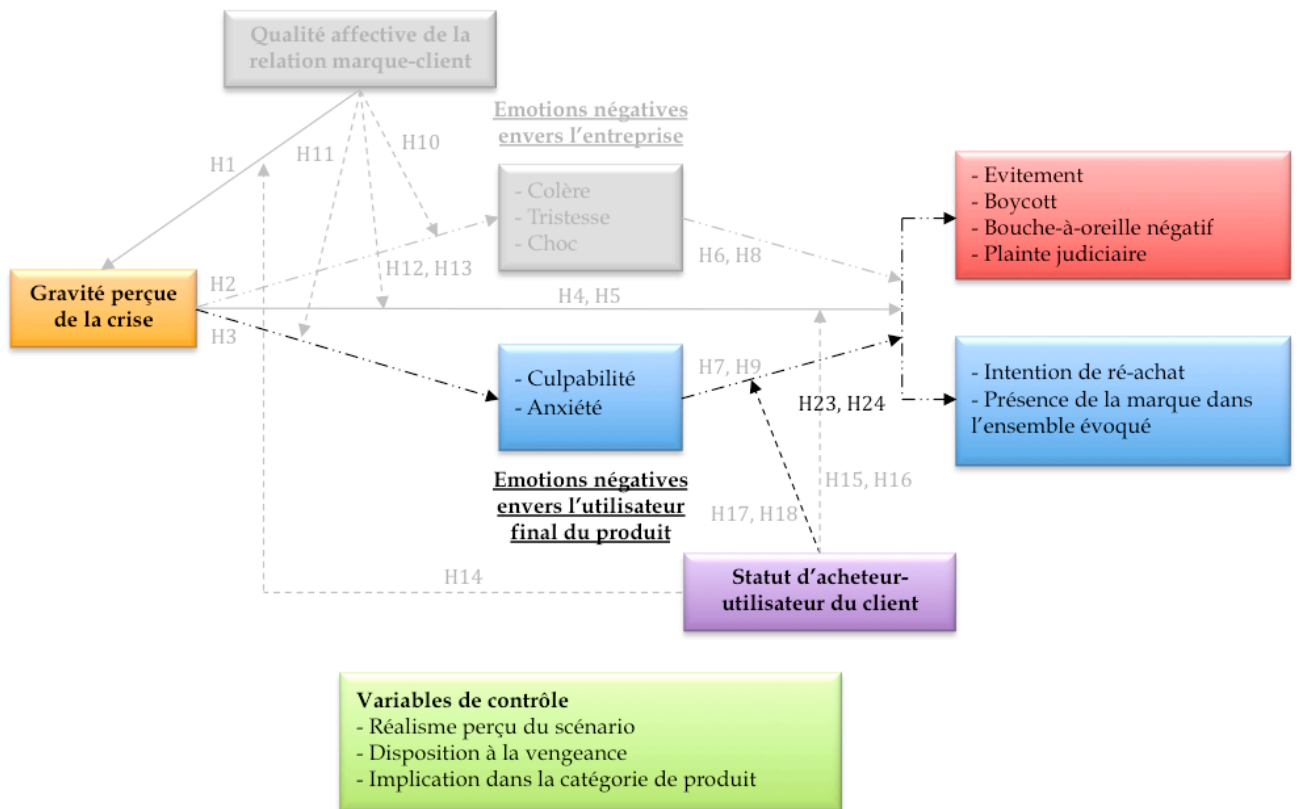 Qualité affective de la
relation marque-client
Emotions négatives
envers l'entreprise
H1
H11
H10
- Colère
- Tristesse
- Choc
- Evitement
- Boycott
- Bouche-à-oreille négatif
- Plainte judiciaire
H12, H13
H6, H8
Gravité perçue
de la crise
H2
H4, H5
H3
- Culpabilité
- Anxiété
H7, H9
H23, H24
- Intention de ré-achat
- Présence de la marque dans
l'ensemble évoqué
Emotions négatives
envers l'utilisateur
final du produit
H15, H16
H17, H18
H14
Statut d'acheteur-
utilisateur du client
Variables de contrôle
- Réalisme perçu du scénario
- Disposition à la vengeance
- Implication dans la catégorie de produit